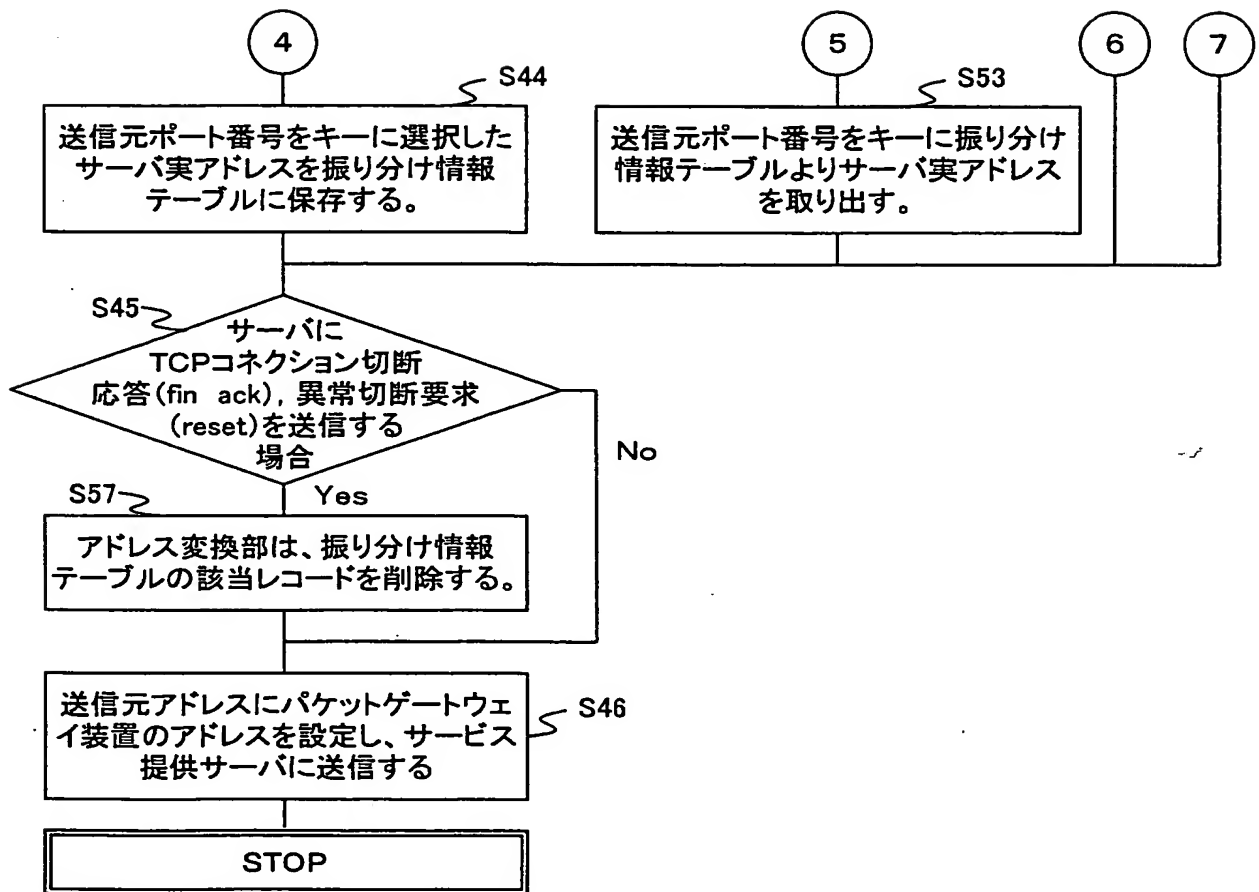 4
5
6
7
S44
S53
送信元ポート番号をキーに選択した
サーバ実アドレスを振り分け情報
テーブルに保存する。
送信元ポート番号をキーに振り分け
情報テーブルよりサーバ実アドレス
を取り出す。
S45
サーバに
TCPコネクション切断
応答(fin ack), 異常切断要求
(reset)を送信する
場合
No
S57
Yes
アドレス変換部は、振り分け情報
テーブルの該当レコードを削除する。
送信元アドレスにパケットゲートウェ
イ装置のアドレスを設定し、サービス
提供サーバに送信する
S46
STOP